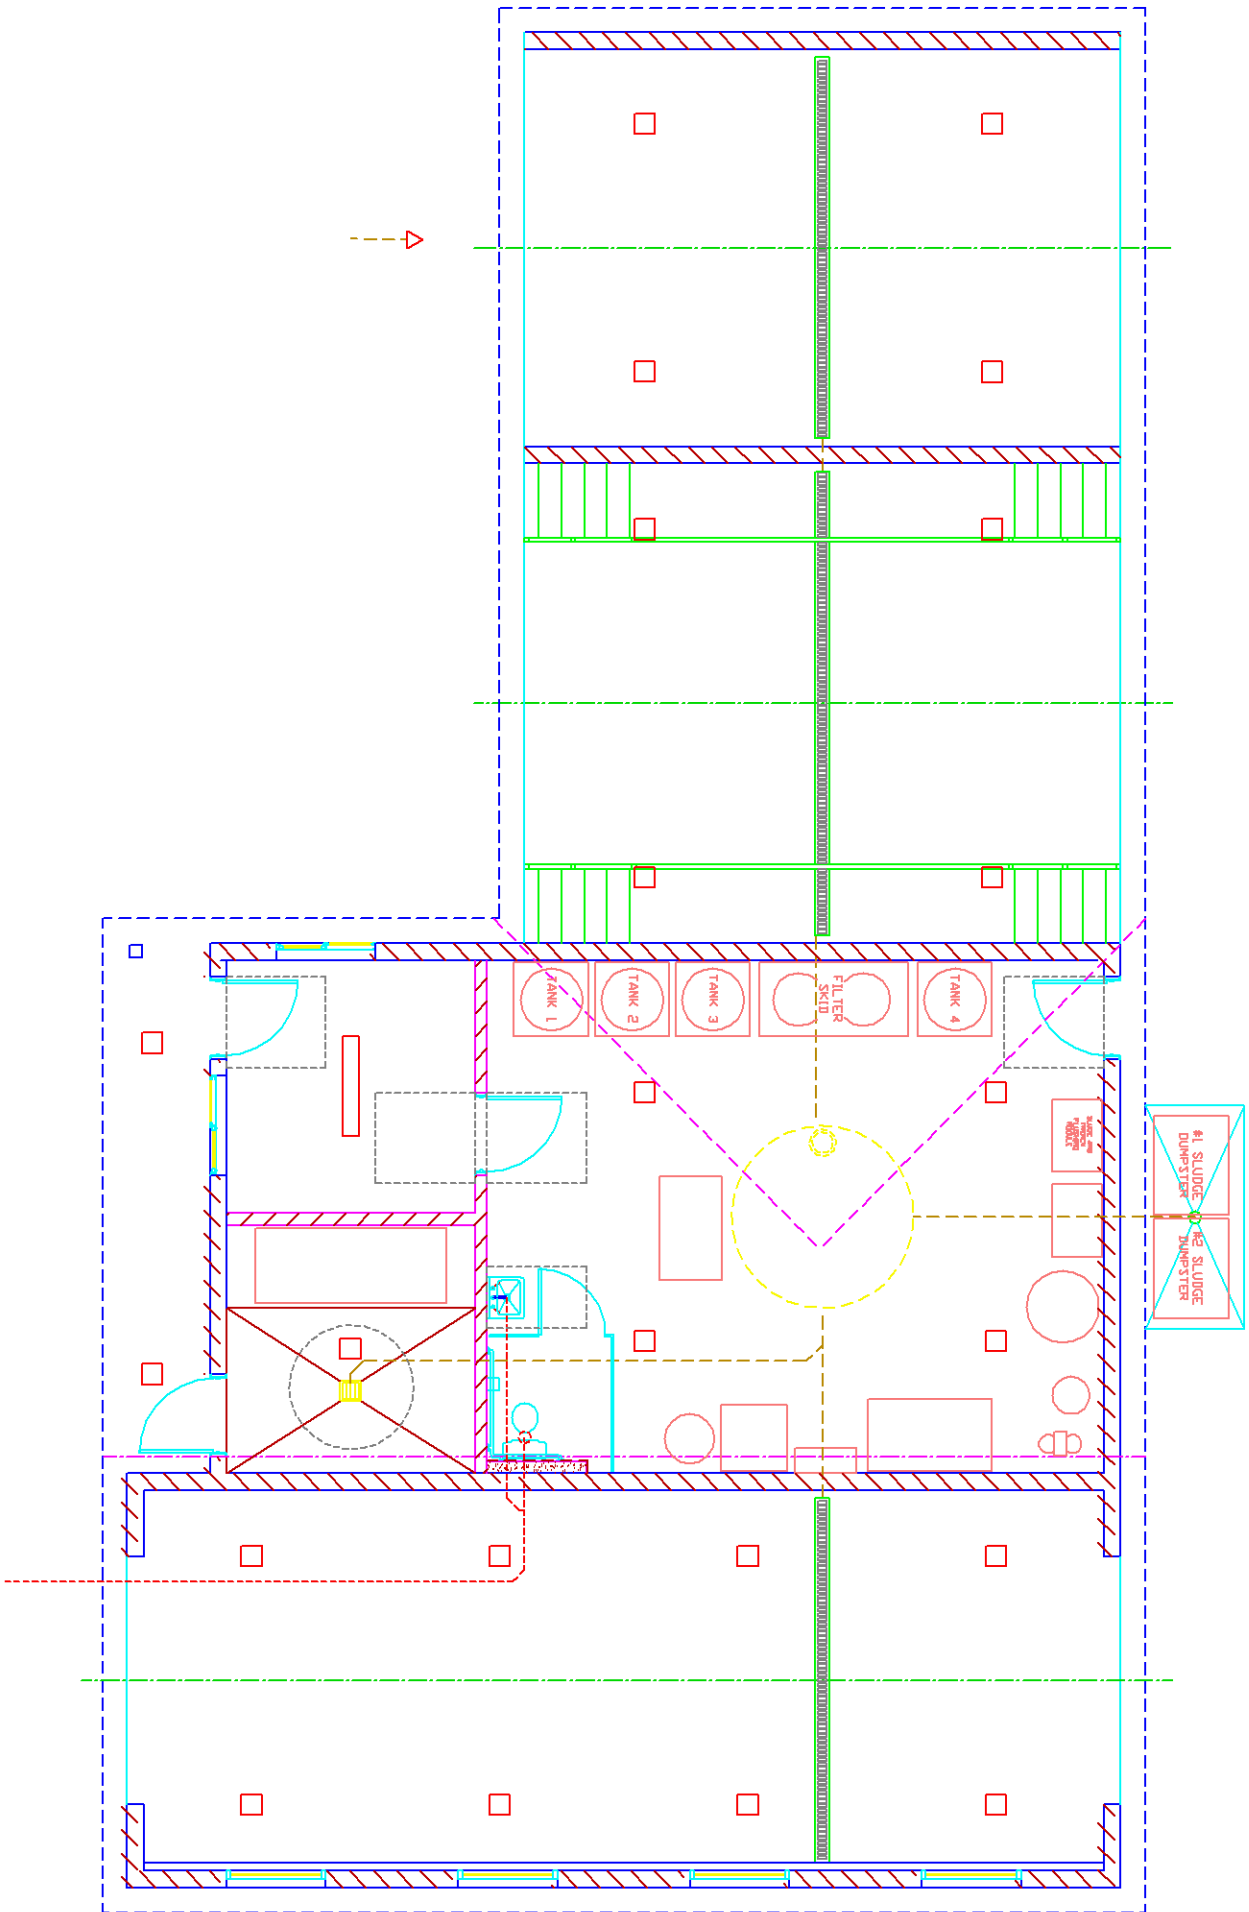 TANK 1
TANK 2
TANK 3
FILTER
SKID
TANK 4
#1 SLUDGE
DUMPSTER
#2 SLUDGE
DUMPSTER